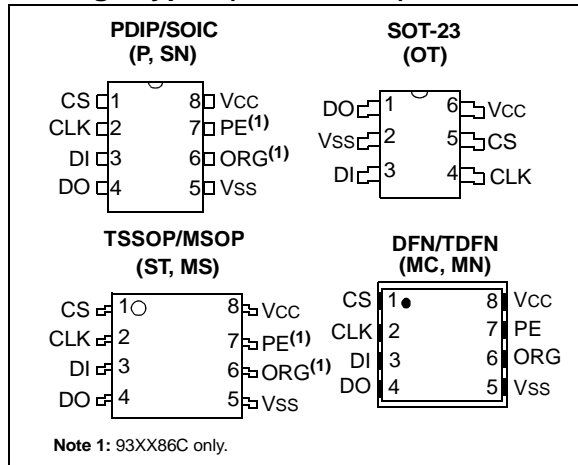 PDIP/SOIC
(P, SN)
CS 1 8 VCC
CLK 2 7 PE(1)
DI 3 6 ORG(1)
DO 4 5 VSS
SOT-23
(OT)
DO 1 6 VCC
VSS 2 5 CS
DI 3 4 CLK
TSSOP/MSOP
(ST, MS)
CS 1 8 VCC
CLK 2 7 PE(1)
DI 3 6 ORG(1)
DO 4 5 VSS
DFN/TDFN
(MC, MN)
CS 1 8 VCC
CLK 2 7 PE
DI 3 6 ORG
DO 4 5 VSS
Note 1: 93XX86C only.